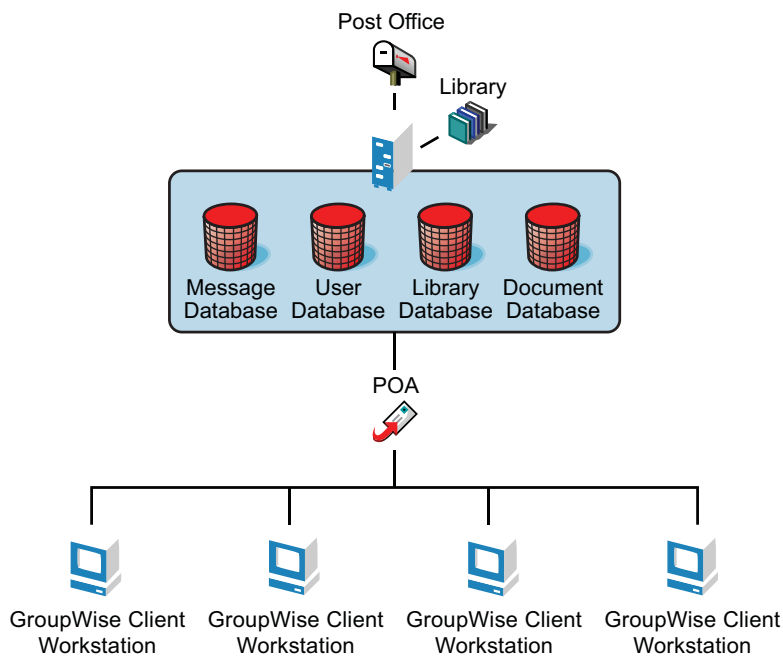 Post Office
Library
Message
Database
User
Database
Library
Database
Document
Database
POA
GroupWise Client
Workstation
GroupWise Client
Workstation
GroupWise Client
Workstation
GroupWise Client
Workstation